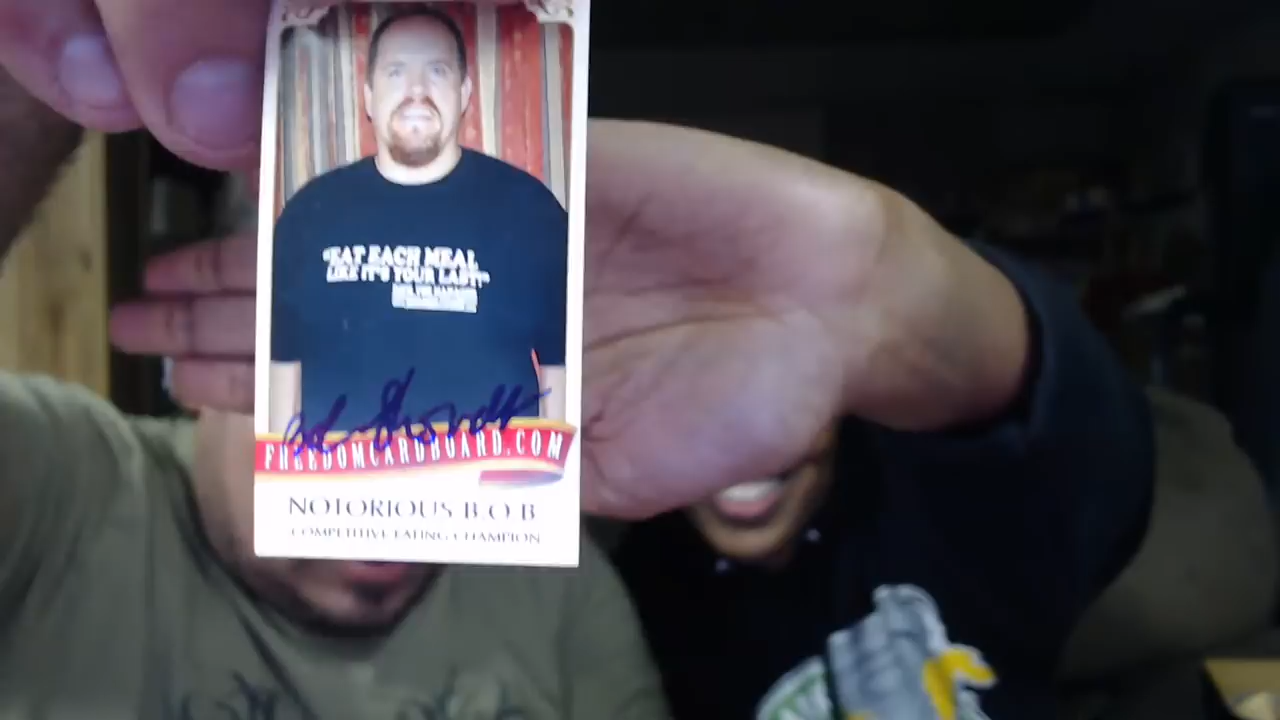 "EAT EACH MEAL
LIKE IT'S YOUR LAST!"
FREEDOMCARDBOARD.COM
NOTORIOUS B.O.B
COMPETITIVE EATING CHAMPION